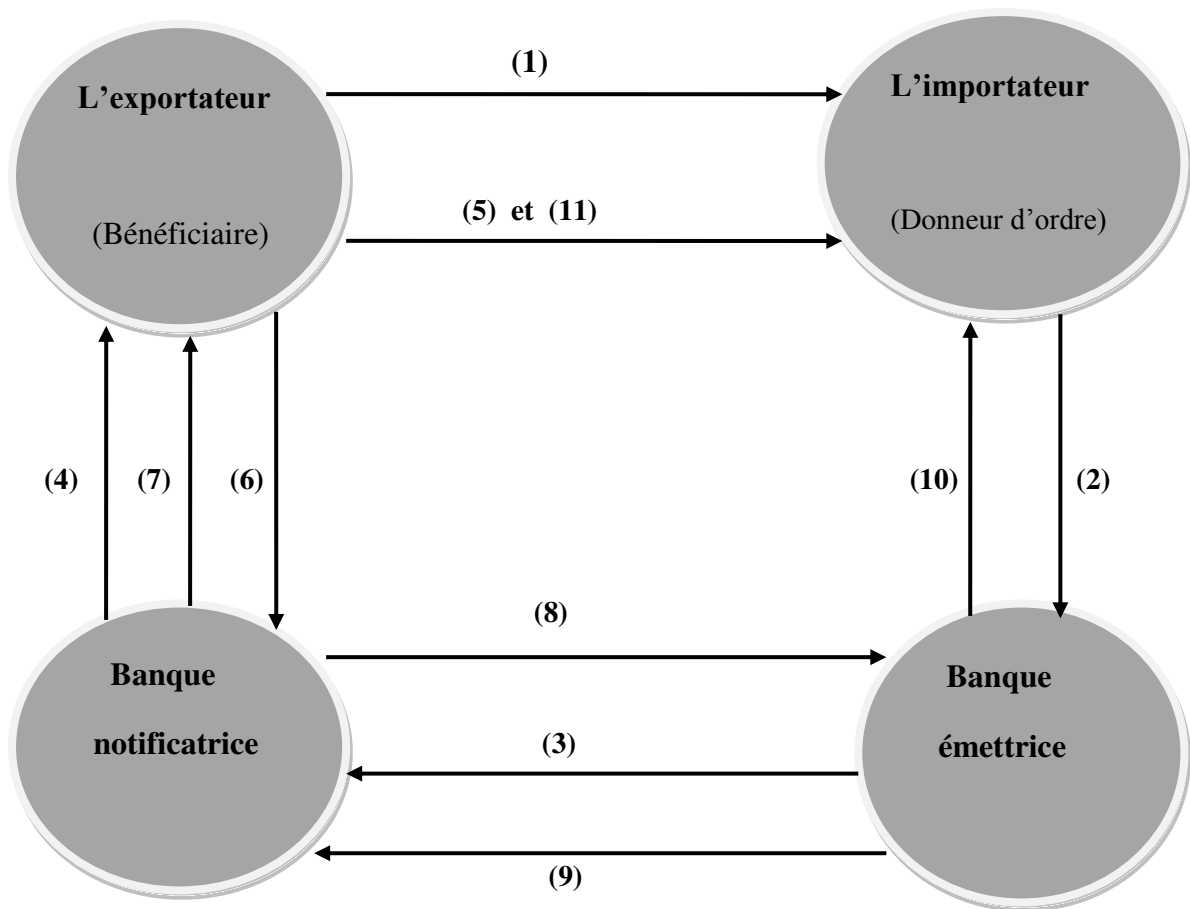 (1)
L’exportateur
L’importateur
(5) et (11)
(Bénéficiaire)
(Donneur d’ordre)
(4)
(7)
(6)
(10)
(2)
(8)
Banque
notificatrice
Banque
émettrice
(3)
(9)